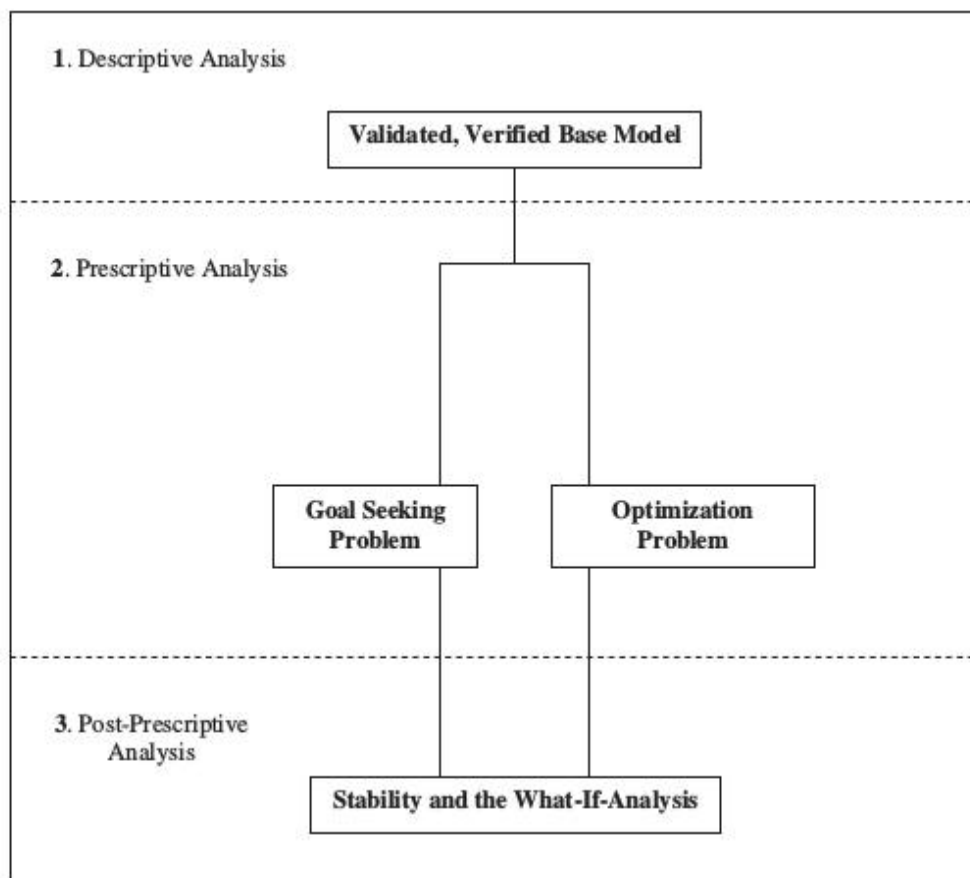 1. Descriptive Analysis
Validated, Verified Base Model
2. Prescriptive Analysis
Goal Seeking
Problem
Optimization
Problem
3. Post-Prescriptive
Analysis
Stability and the What-If-Analysis